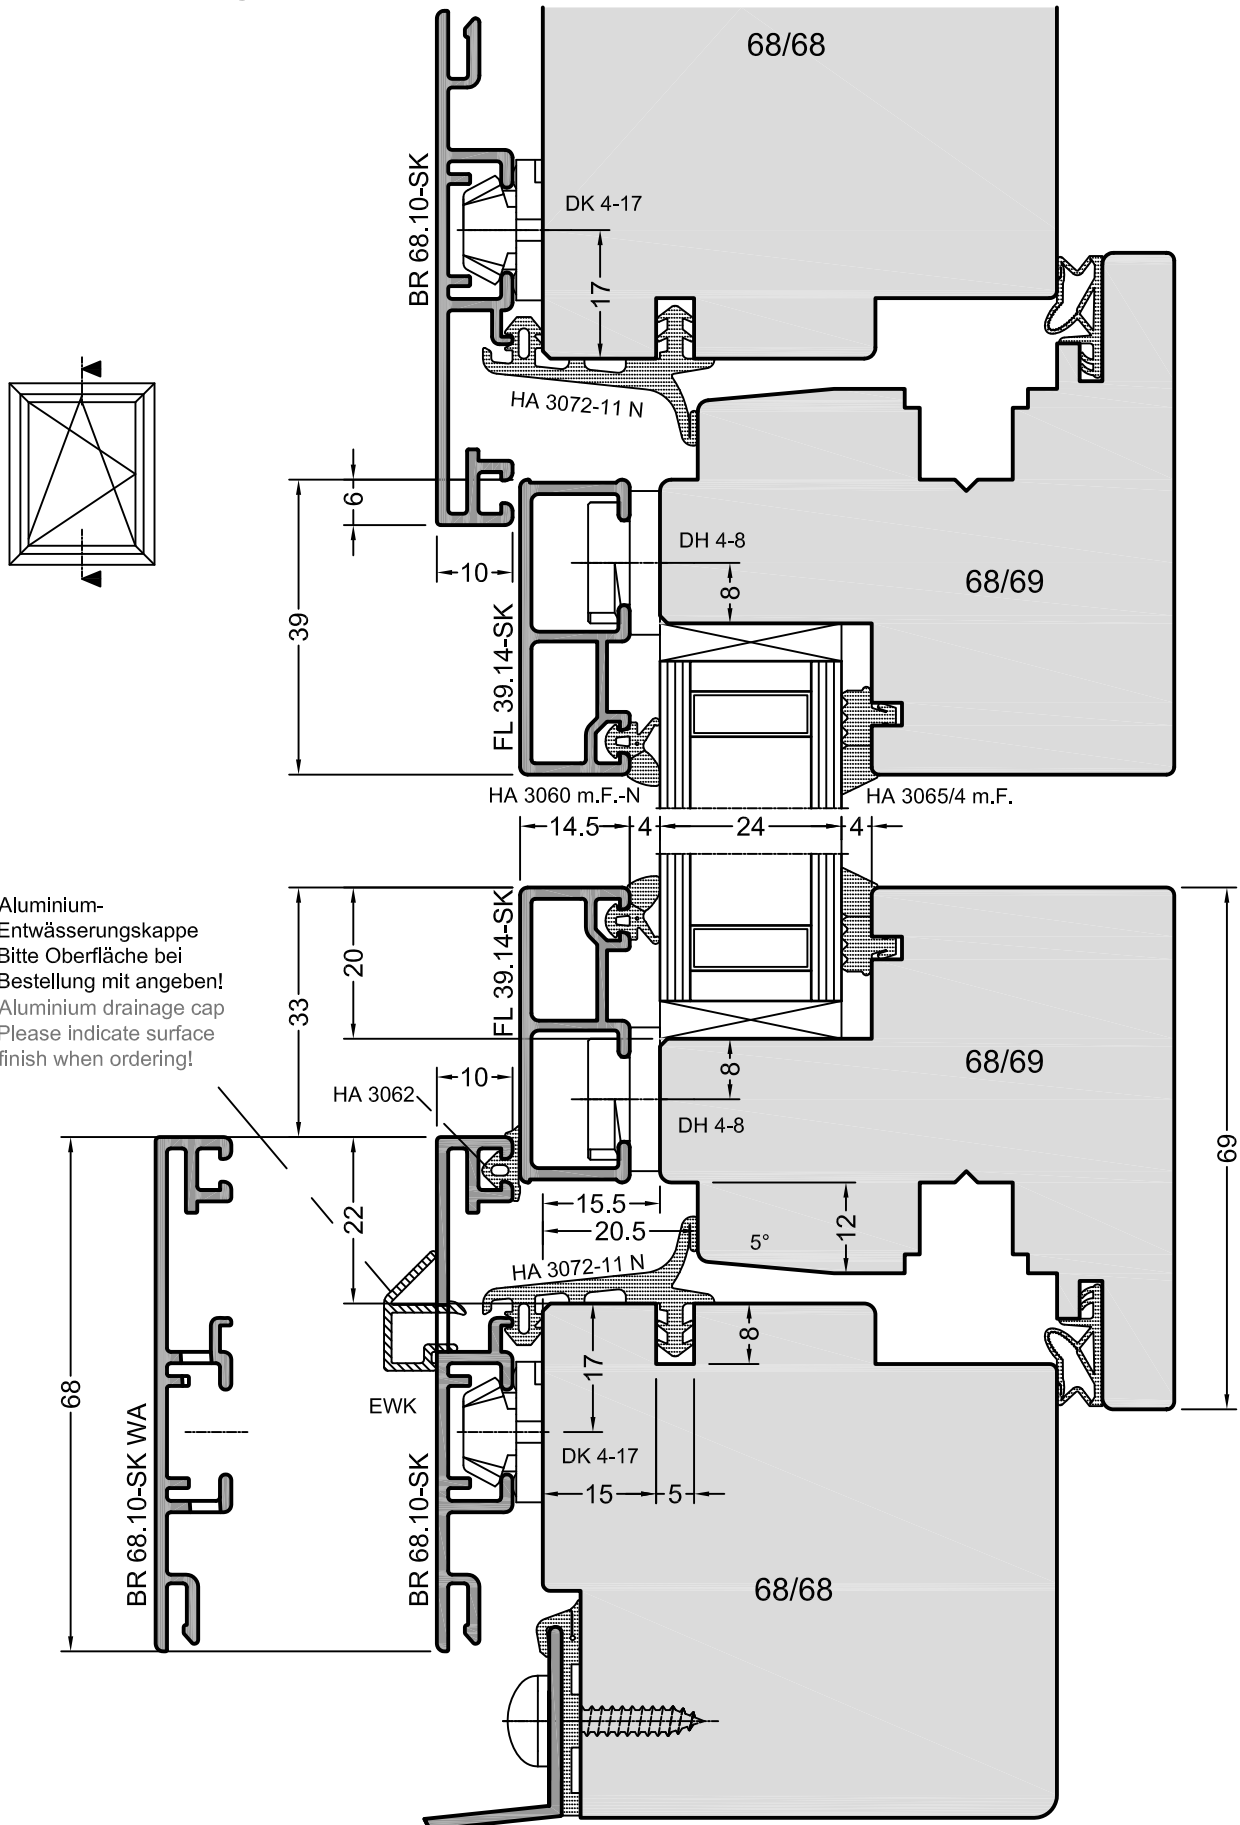 68/68
BR 68.10-SK
DK 4-17
17
HA 3072-11 N
6
39
10
DH 4-8
8
68/69
FL 39.14-SK
HA 3060 m.F.-N
HA 3065/4 m.F.
14.5
4
24
4
Aluminium-
Entwässerungskappe
Bitte Oberfläche bei
Bestellung mit angeben!
Aluminium drainage cap
Please indicate surface
finish when ordering!
33
20
FL 39.14-SK
10
HA 3062
8
DH 4-8
68/69
69
22
15.5
20.5
12
5°
HA 3072-11 N
68
EWK
17
8
DK 4-17
15
5
BR 68.10-SK WA
BR 68.10-SK
68/68